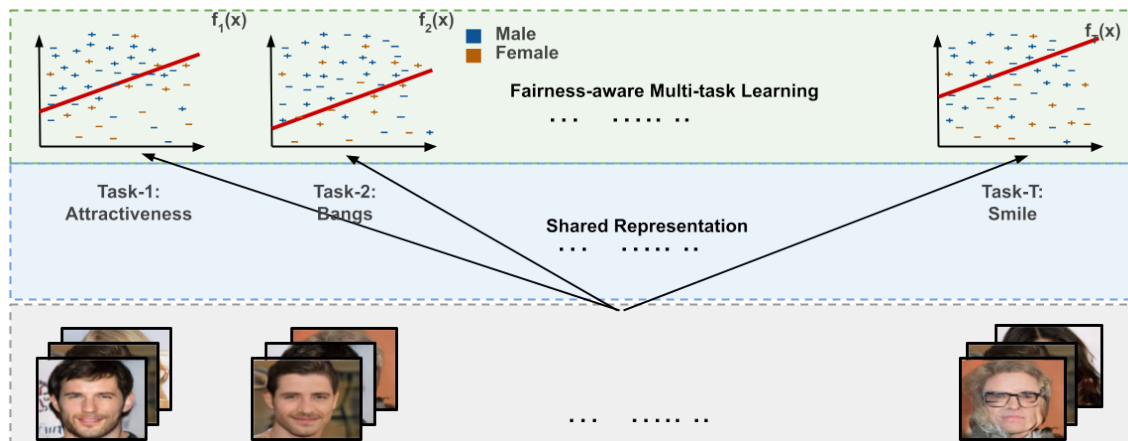 f1(x)
f2(x)
Male
Female
fT(x)
Fairness-aware Multi-task Learning
... ..... ..
Task-1:
Attractiveness
Task-2:
Bangs
Task-T:
Smile
Shared Representation
... ..... ..
... ..... ..